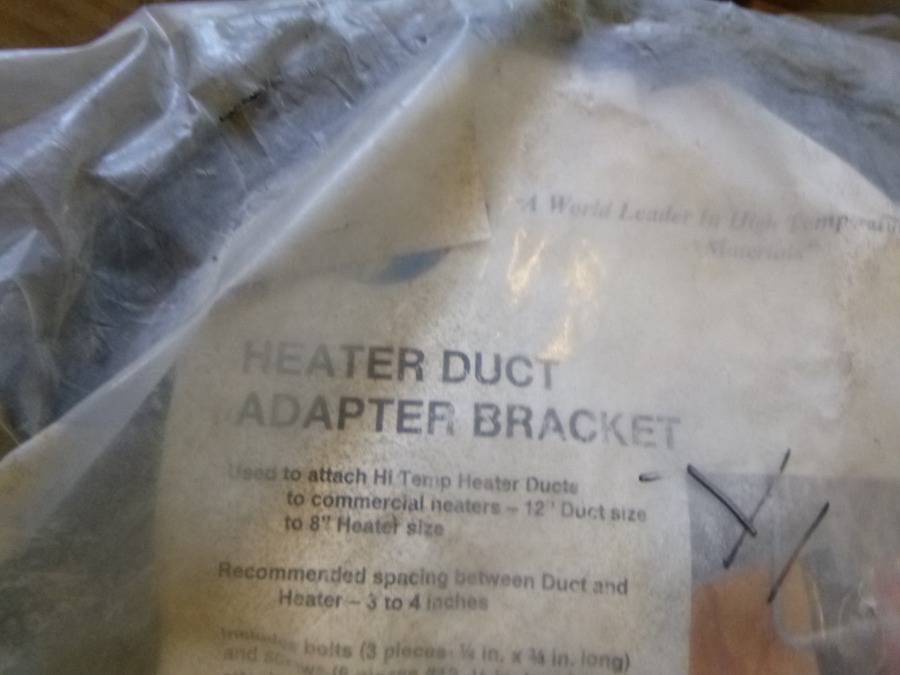 "A World Leader In High Temperature
Materials"
HEATER DUCT
ADAPTER BRACKET
Used to attach Hi Temp Heater Ducts
to commercial heaters – 12" Duct size
to 8" Heater size
Recommended spacing between Duct and
Heater – 3 to 4 inches
Includes bolts (3 pieces- ¼ in. x ¾ in. long)
and